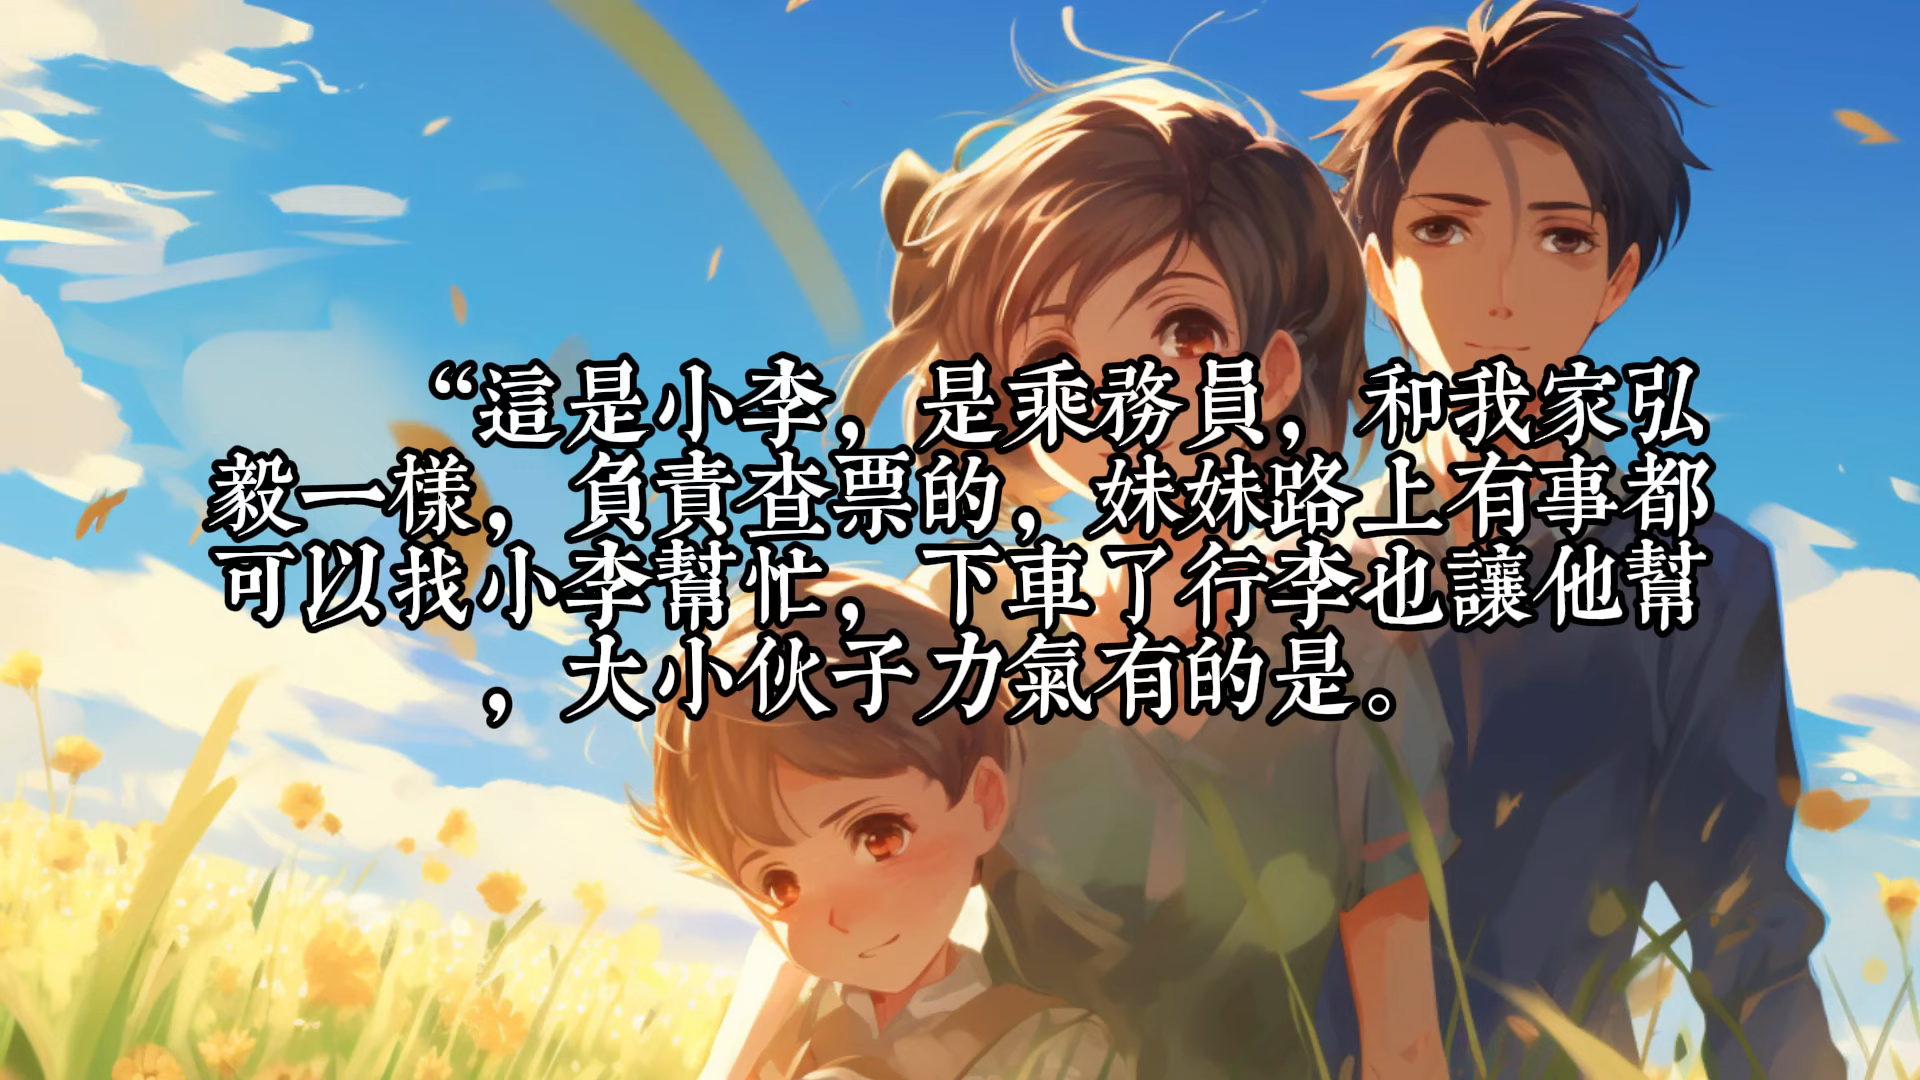 “這是小李，是乘務員，和我家弘
毅一樣，負責查票的，妹妹路上有事都
可以找小李幫忙，下車了行李也讓他幫
，大小伙子力氣有的是。